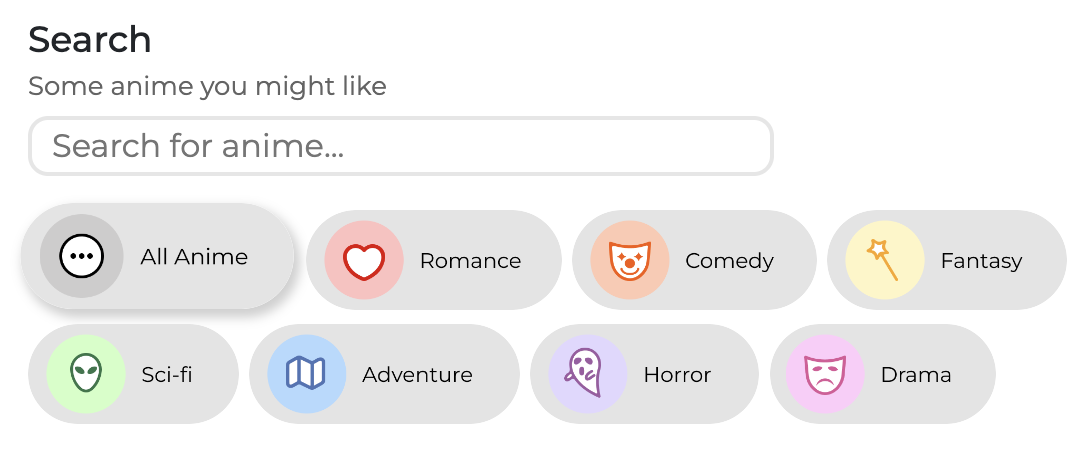 Search
Some anime you might like
Search for anime...
All Anime
Romance
Comedy
Fantasy
Sci-fi
Adventure
Horror
Drama